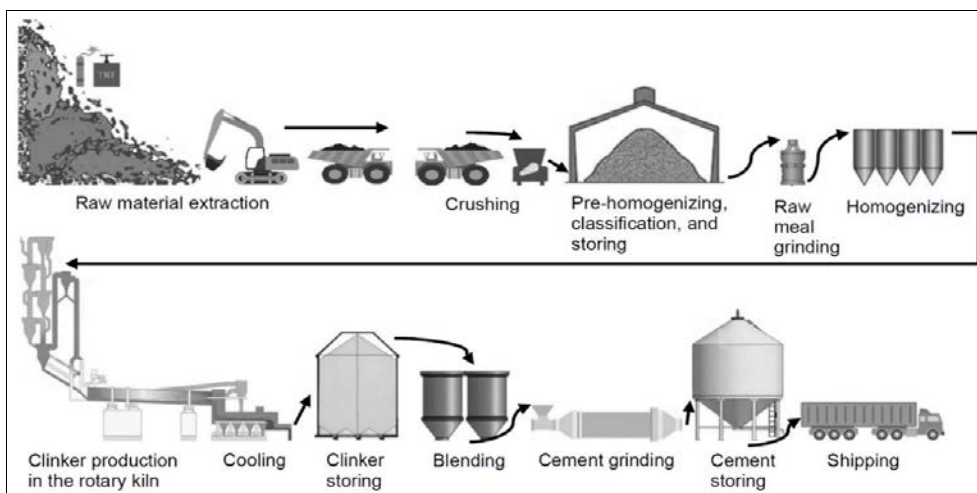 TNT
Raw material extraction
Crushing
Pre-homogenizing,
classification, and
storing
Raw
meal
grinding
Homogenizing
Clinker production
in the rotary kiln
Cooling
Clinker
storing
Blending
Cement grinding
Cement
storing
Shipping